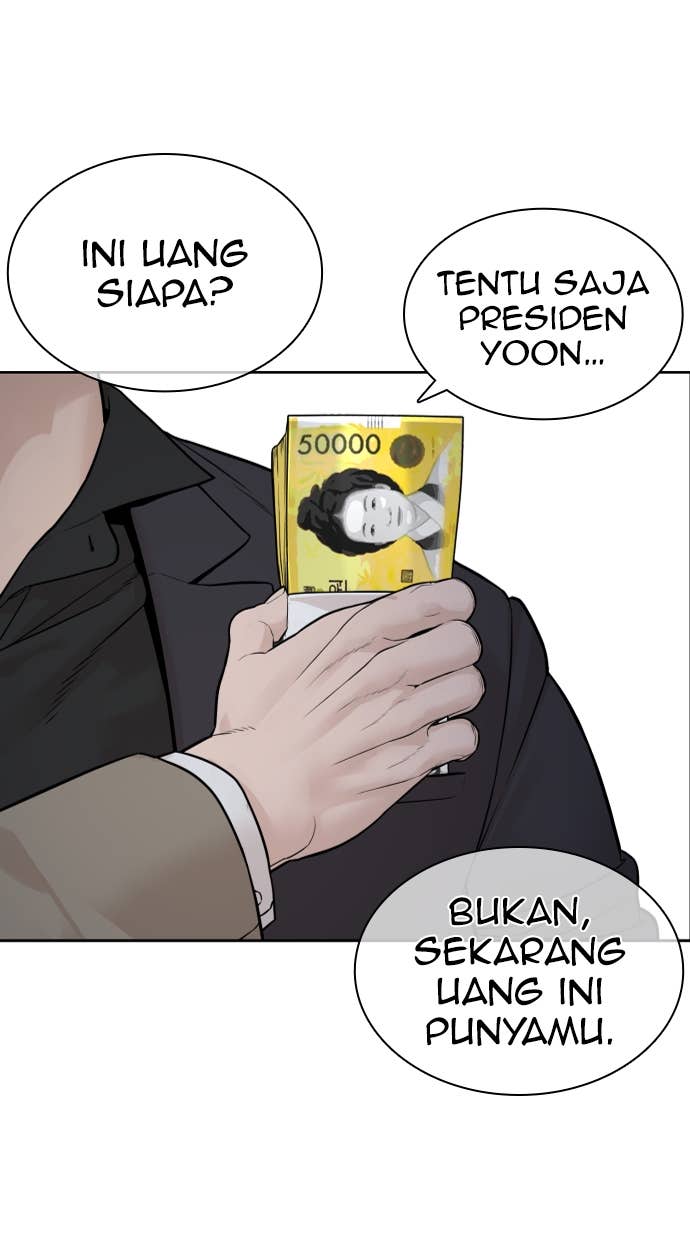 INI UANG
SIAPA?
TENTU SAJA
PRESIDEN
YOON...
50000
BUKAN,
SEKARANG
UANG INI
PUNYAMU.